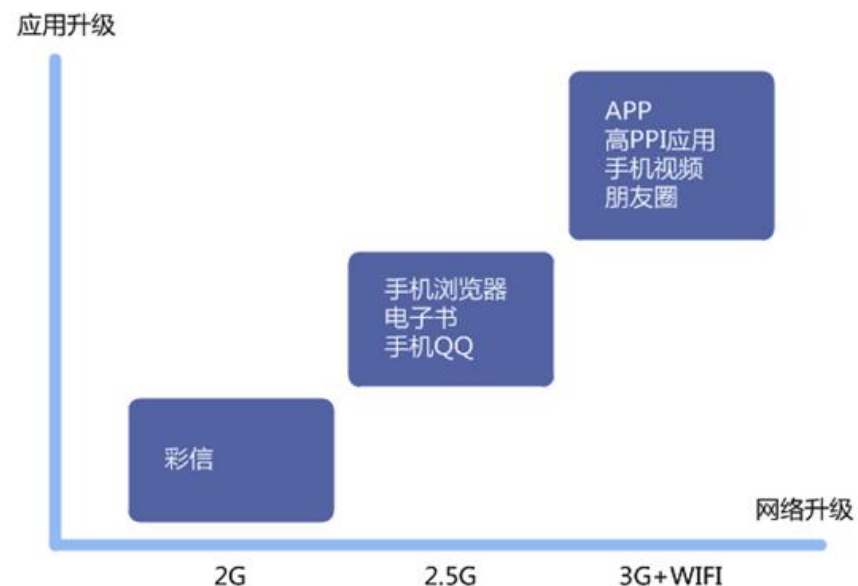 应用升级
APP
高PPI应用
手机视频
朋友圈
手机浏览器
电子书
手机QQ
彩信
网络升级
2G
2.5G
3G+WIFI